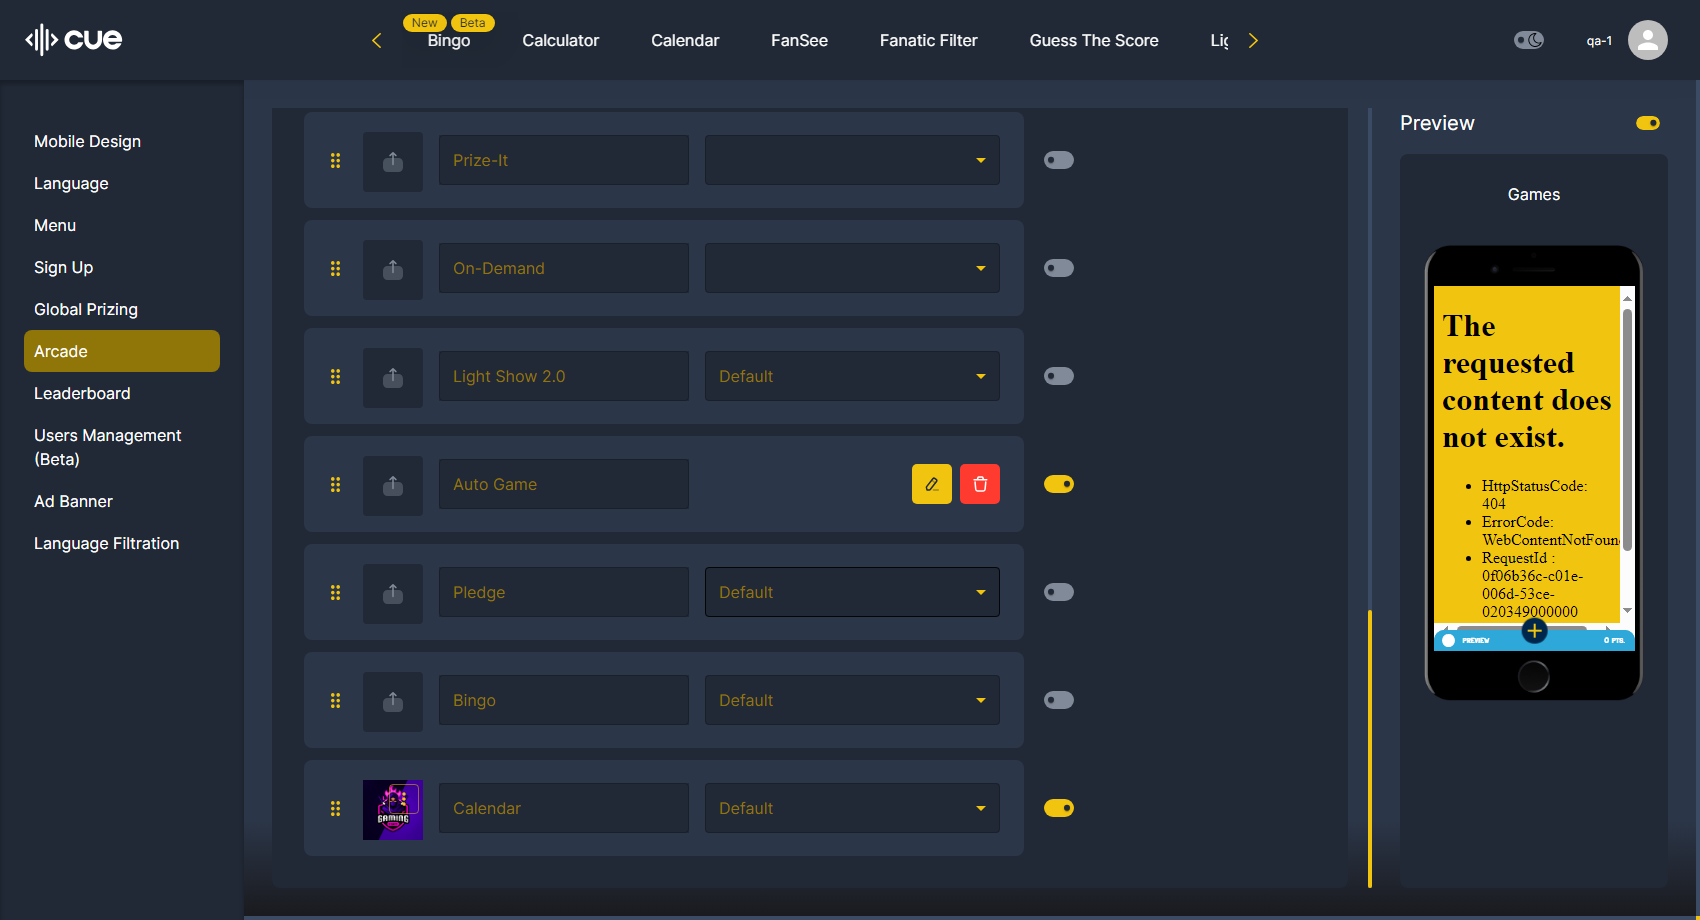 cue
New
Beta
Bingo
Calculator
Calendar
FanSee
Fanatic Filter
Guess The Score
qa-1
Mobile Design
Language
Menu
Sign Up
Global Prizing
Arcade
Leaderboard
Users Management
(Beta)
Ad Banner
Language Filtration
Prize-It
On-Demand
Light Show 2.0
Default
Auto Game
Pledge
Default
Bingo
Default
GAMING
Calendar
Default
Preview
Games
The
requested
content does
not exist.
HttpStatusCode:
404
ErrorCode:
WebContentNotFoun
RequestId :
0f06b36c-c01e-
006d-53ce-
020349000000
PREVIEW
0 PTS.